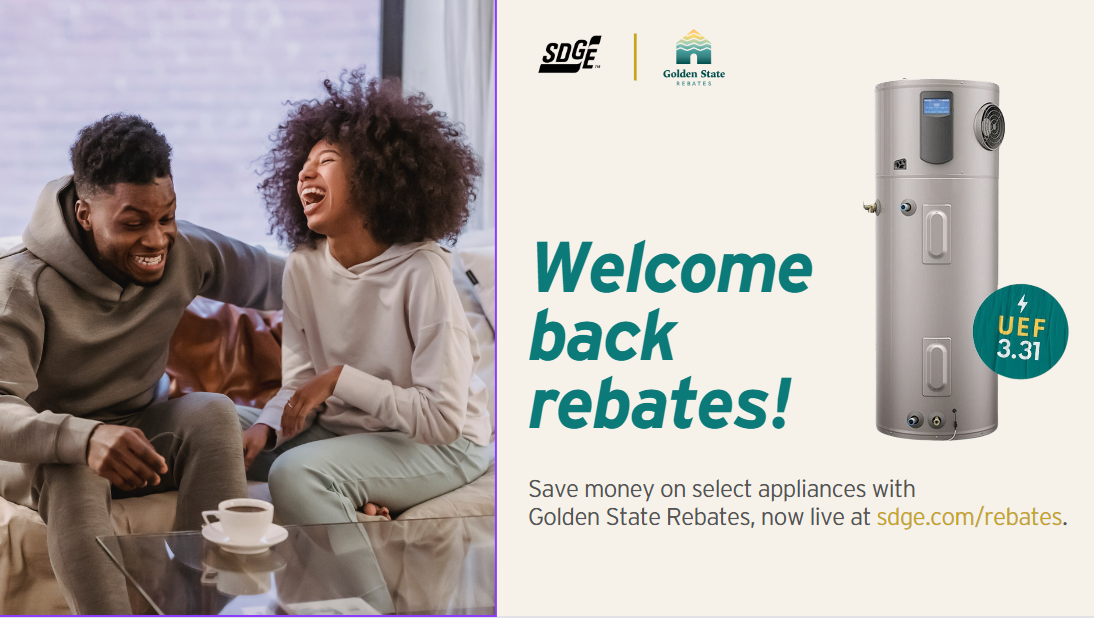 SDGE™
Golden State
REBATES
Welcome
back
rebates!
UEF
3.31
Save money on select appliances with
Golden State Rebates, now live at sdge.com/rebates.